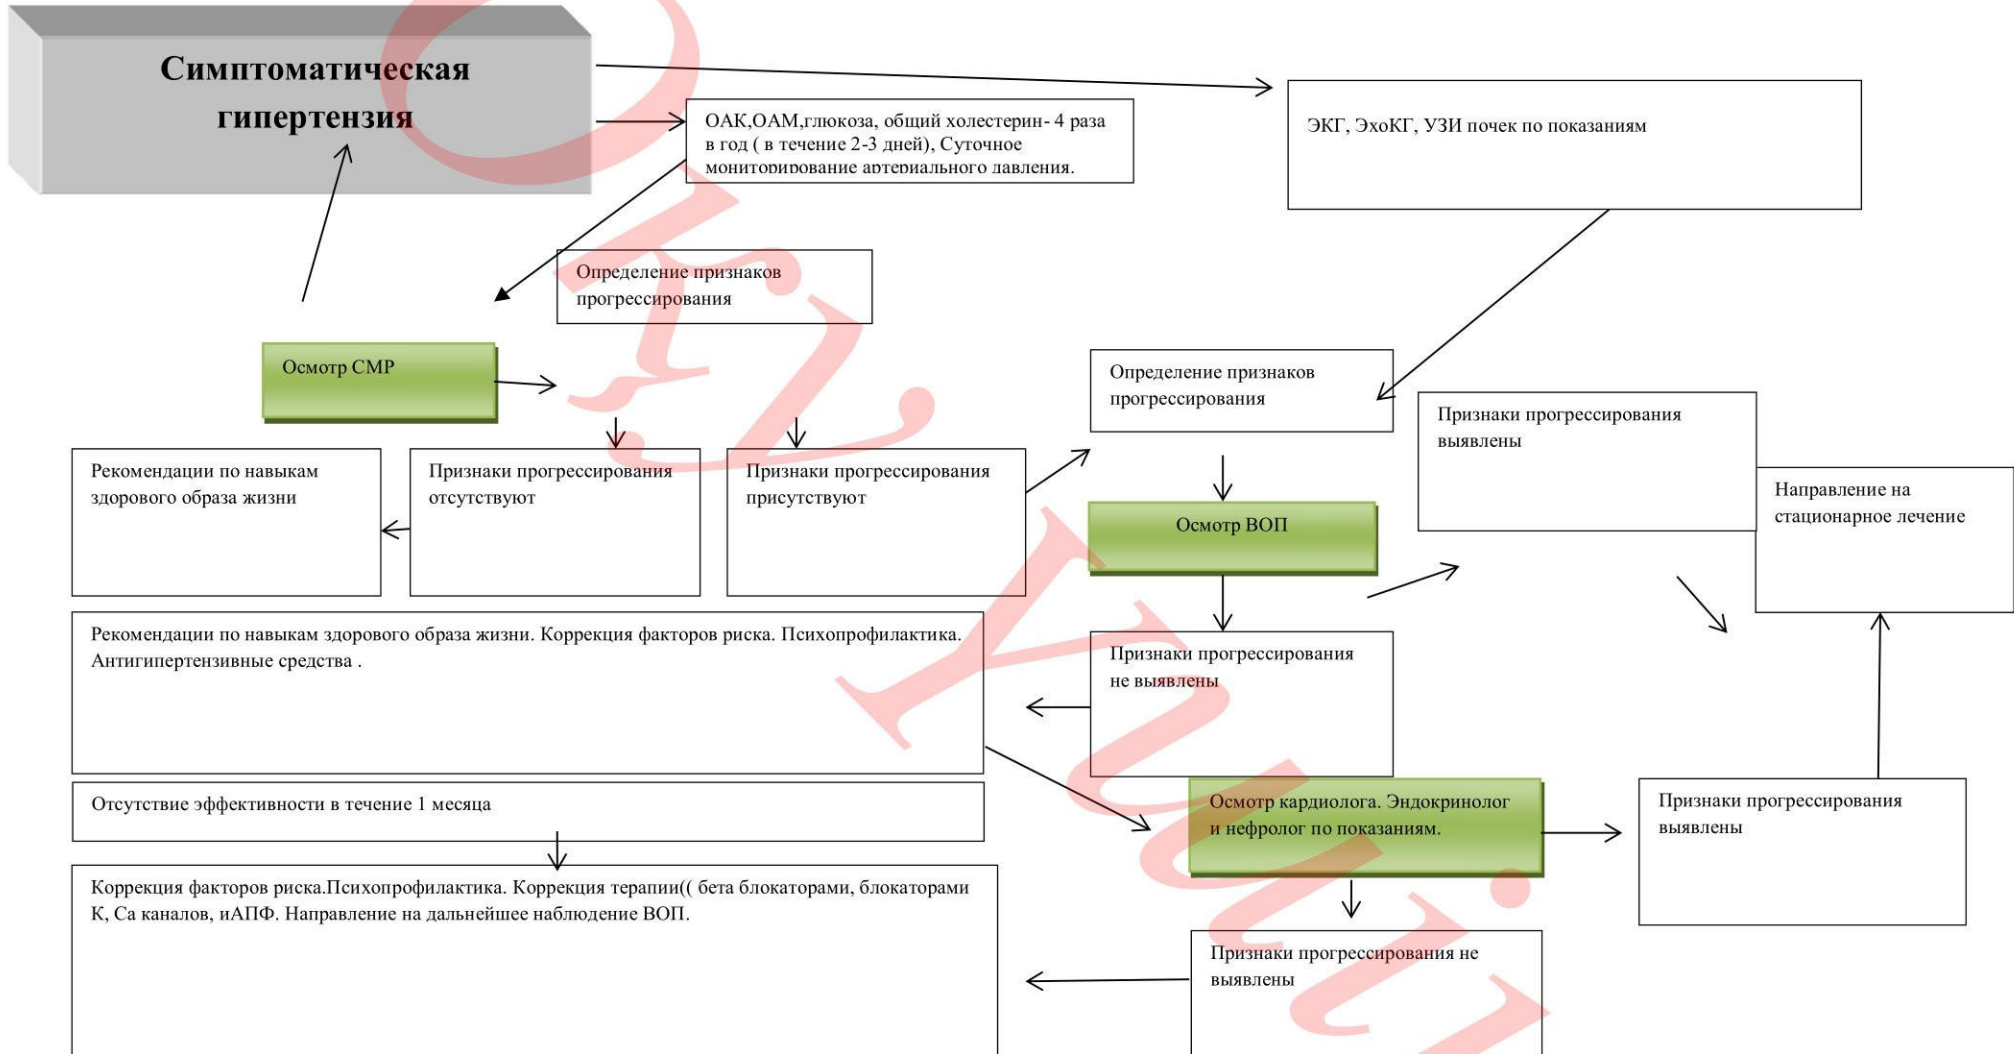 Симптоматическая
гипертензия
ОАК,ОАМ,глюкоза, общий холестерин- 4 раза
в год ( в течение 2-3 дней), Суточное
мониторирование артериального давления.
ЭКГ, ЭхоКГ, УЗИ почек по показаниям
Определение признаков
прогрессирования
Осмотр СМР
Определение признаков
прогрессирования
Признаки прогрессирования
выявлены
Рекомендации по навыкам
здорового образа жизни
Признаки прогрессирования
отсутствуют
Признаки прогрессирования
присутствуют
Направление на
стационарное лечение
Осмотр ВОП
Рекомендации по навыкам здорового образа жизни. Коррекция факторов риска. Психопрофилактика.
Антигипертензивные средства .
Признаки прогрессирования
не выявлены
Отсутствие эффективности в течение 1 месяца
Осмотр кардиолога. Эндокринолог
и нефролог по показаниям.
Признаки прогрессирования
выявлены
Коррекция факторов риска.Психопрофилактика. Коррекция терапии(( бета блокаторами, блокаторами
К, Са каналов, иАПФ. Направление на дальнейшее наблюдение ВОП.
Признаки прогрессирования не
выявлены